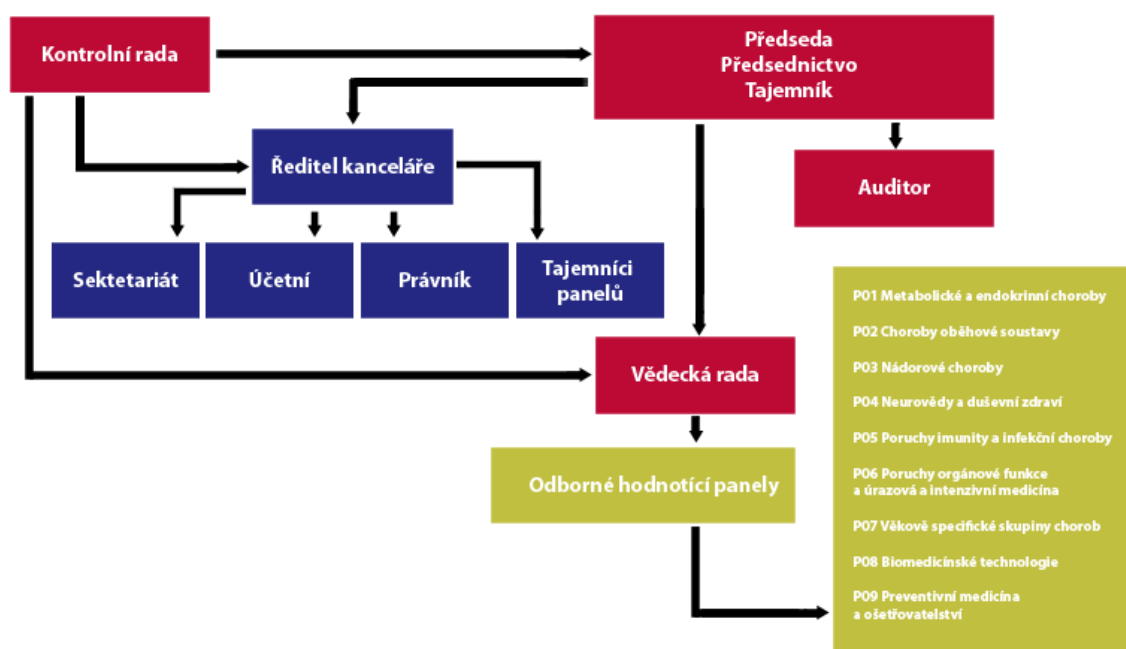 Kontrolní rada
Předseda
Předsednictvo
Tajemník
Ředitel kanceláře
Auditor
Sektetariát
Účetní
Právník
Tajemníci
panelů
Vědecká rada
Odborné hodnotící panely
P01 Metabolické a endokrinní choroby
P02 Choroby oběhové soustavy
P03 Nádorové choroby
P04 Neurovědy a duševní zdraví
P05 Poruchy imunity a infekční choroby
P06 Poruchy orgánové funkce
a úrazová a intenzivní medicína
P07 Věkově specifické skupiny chorob
P08 Biomedicínské technologie
P09 Preventivní medicína
a ošetřovatelství